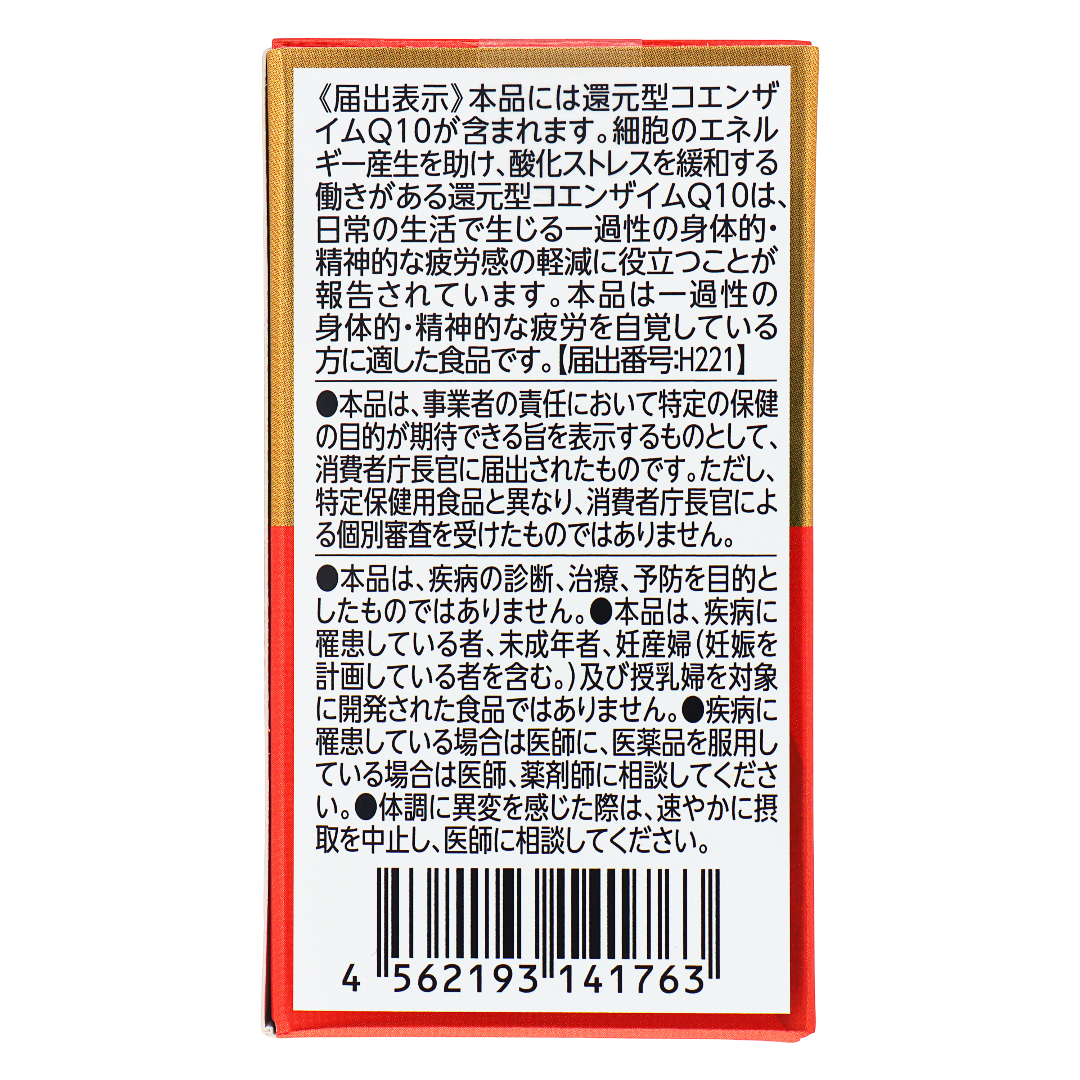 《届出表示》本品には還元型コエンザ
イムQ10が含まれます。細胞のエネル
ギー産生を助け、酸化ストレスを緩和する
働きがある還元型コエンザイムQ10は、
日常の生活で生じる一過性の身体的・
精神的な疲労感の軽減に役立つことが
報告されています。本品は一過性の
身体的・精神的な疲労を自覚している
方に適した食品です。【届出番号:H221】
●本品は、事業者の責任において特定の保健
の目的が期待できる旨を表示するものとして、
消費者庁長官に届出されたものです。ただし、
特定保健用食品と異なり、消費者庁長官によ
る個別審査を受けたものではありません。
●本品は、疾病の診断、治療、予防を目的と
したものではありません。●本品は、疾病に
罹患している者、未成年者、妊産婦(妊娠を
計画している者を含む。)及び授乳婦を対象
に開発された食品ではありません。●疾病に
罹患している場合は医師に、医薬品を服用し
ている場合は医師、薬剤師に相談してくださ
い。●体調に異変を感じた際は、速やかに摂
取を中止し、医師に相談してください。
4 562193 141763